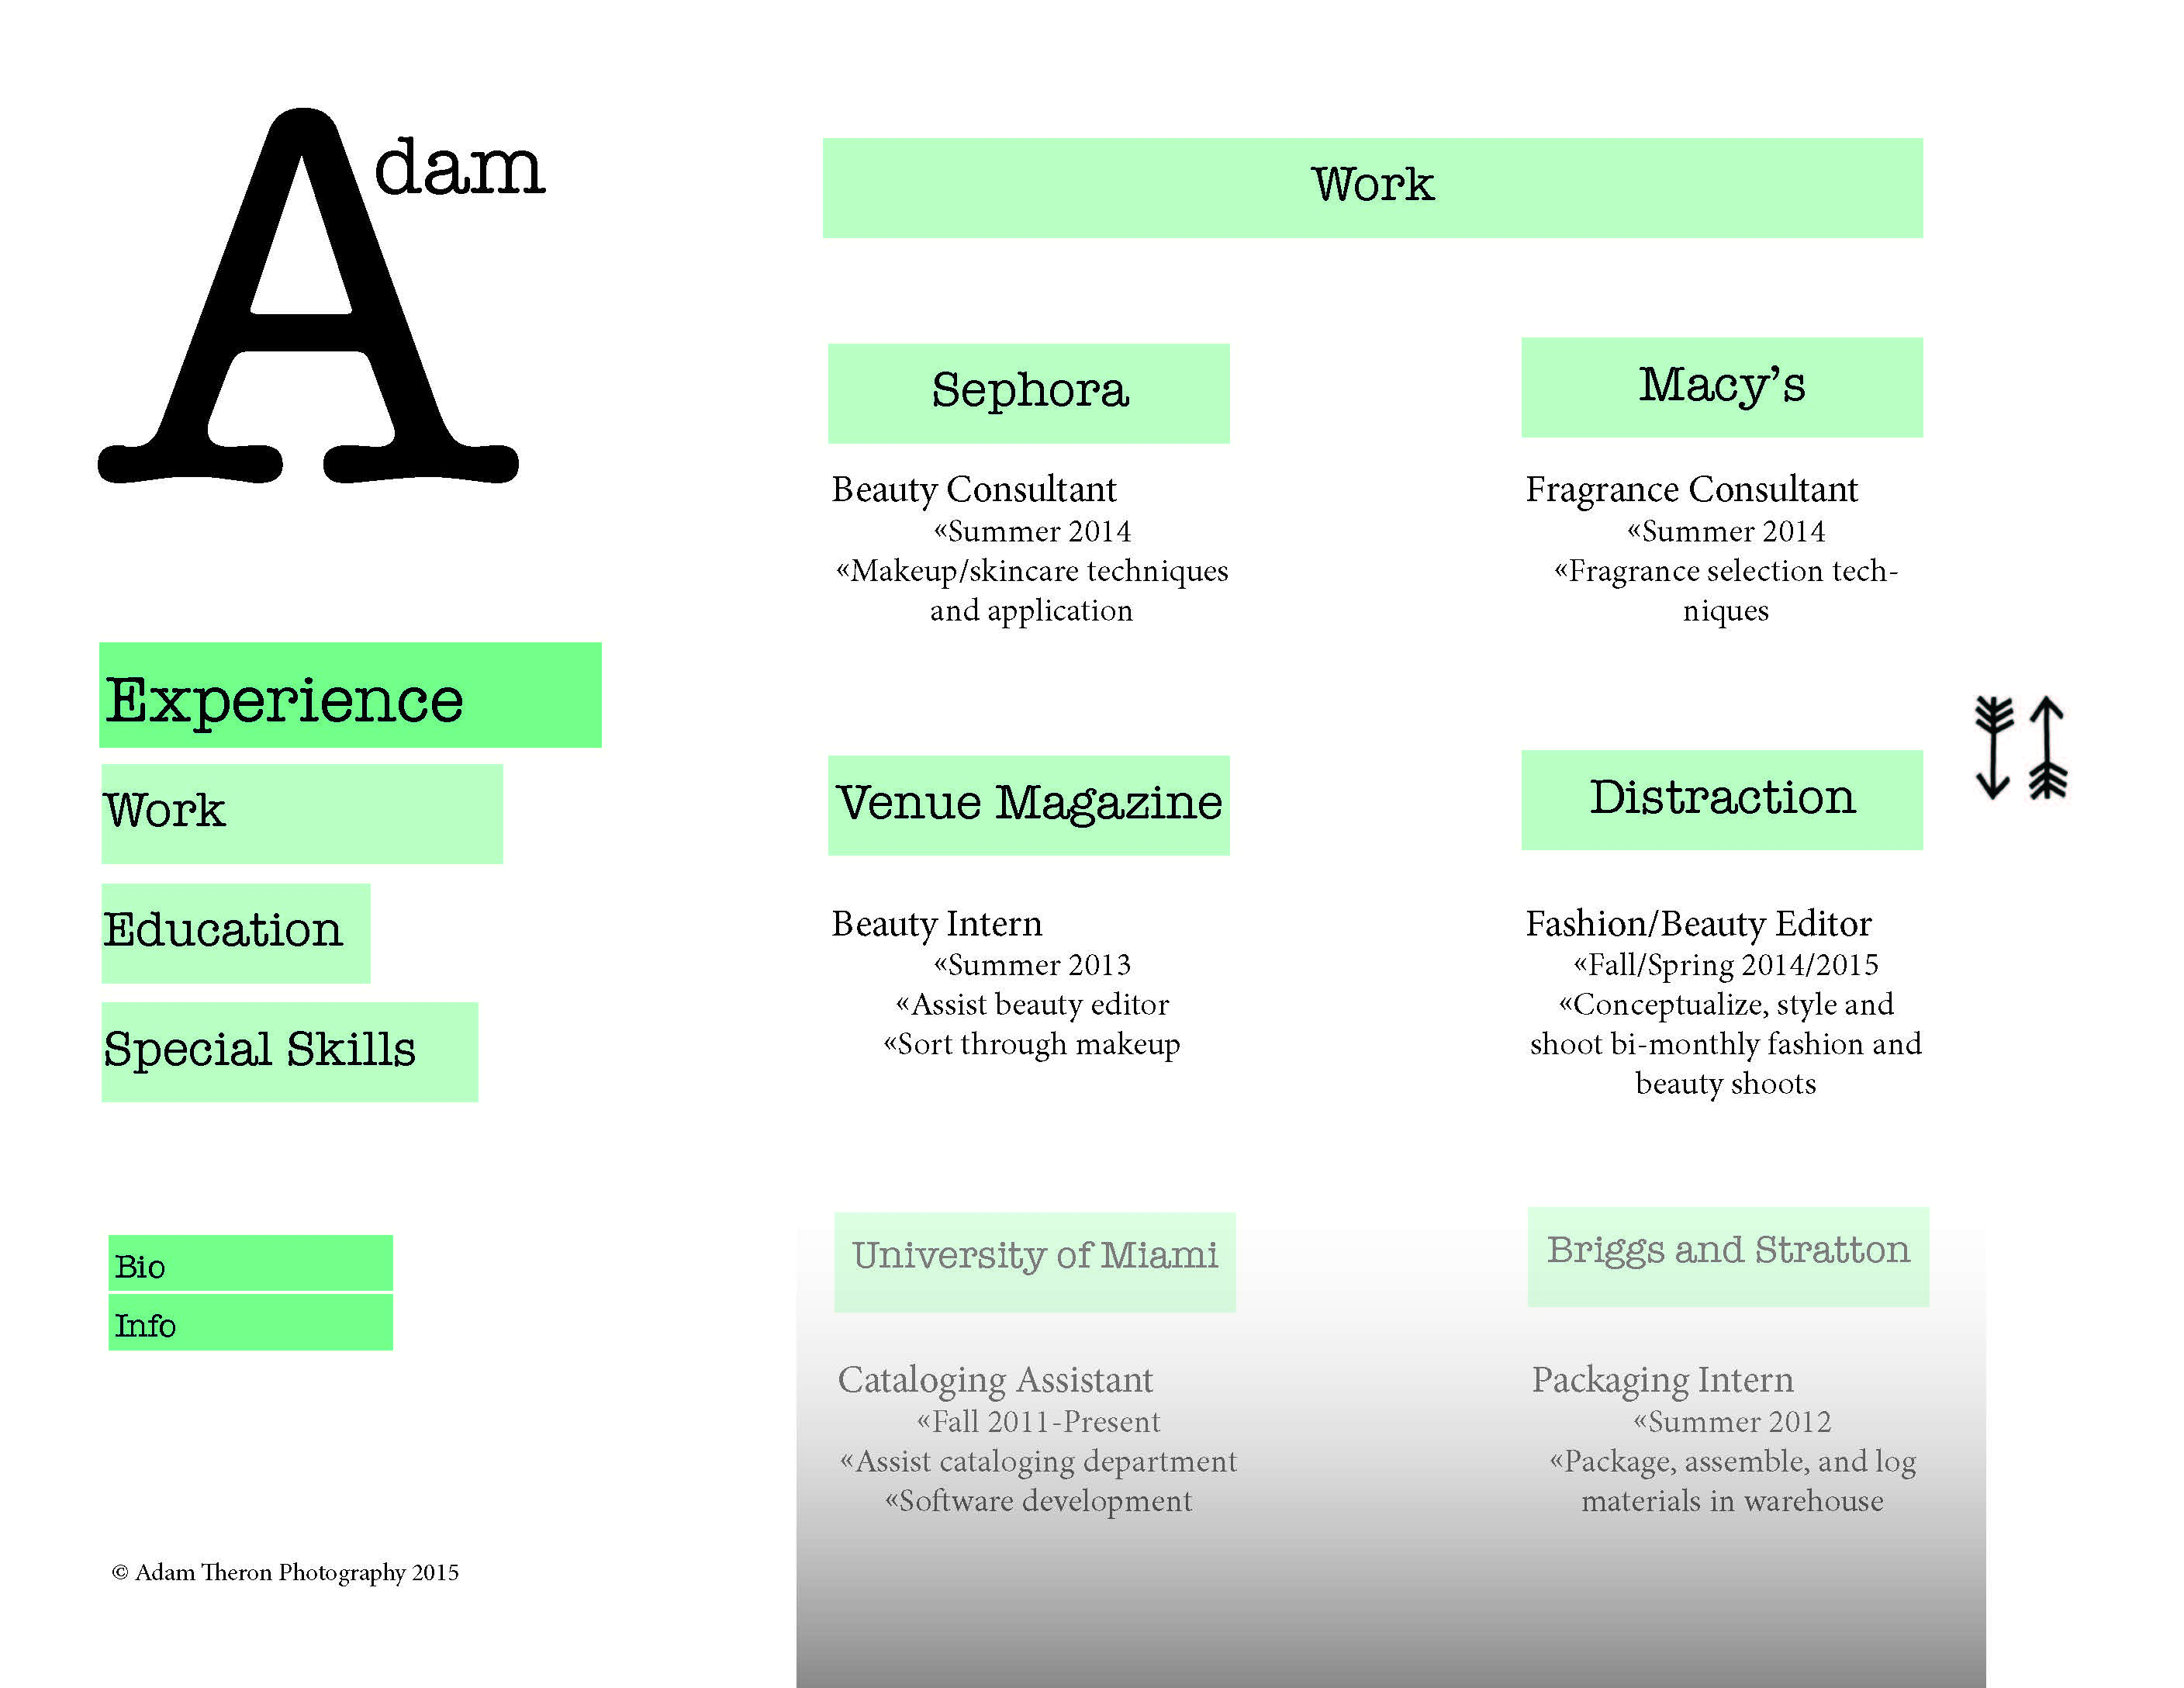 Adam
Experience
Work
Education
Special Skills
Bio
Info
© Adam Theron Photography 2015
Work
Sephora
Beauty Consultant
«Summer 2014
«Makeup/skincare techniques
and application
Macy’s
Fragrance Consultant
«Summer 2014
«Fragrance selection tech-
niques
Venue Magazine
Beauty Intern
«Summer 2013
«Assist beauty editor
«Sort through makeup
Distraction
Fashion/Beauty Editor
«Fall/Spring 2014/2015
«Conceptualize, style and
shoot bi-monthly fashion and
beauty shoots
University of Miami
Cataloging Assistant
«Fall 2011-Present
«Assist cataloging department
«Software development
Briggs and Stratton
Packaging Intern
«Summer 2012
«Package, assemble, and log
materials in warehouse